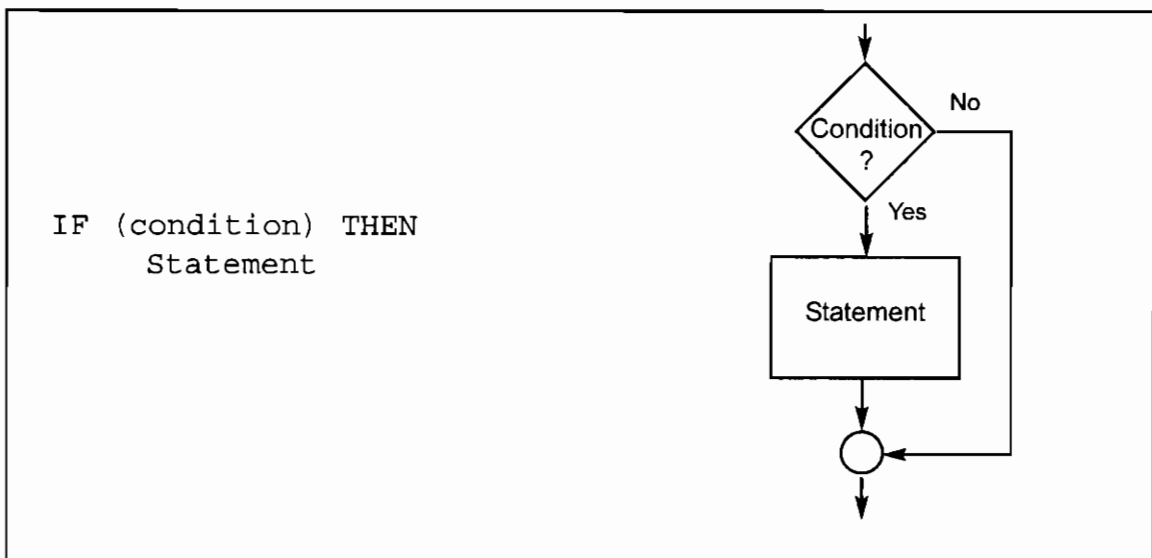 IF (condition) THEN
Statement
Condition
?
No
Yes
Statement